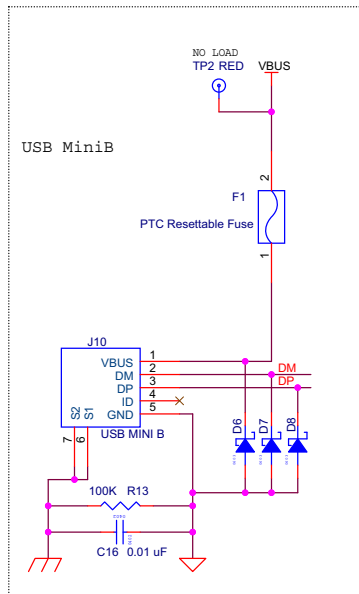 NO LOAD
TP2 RED
VBUS
USB MiniB
2
F1
PTC Resettable Fuse
1
J10
VBUS 1
DM 2
DM
DP 3
DP
ID 4
GND 5
S2 S1
USB MINI B
7 6
D6 D7 D8
100K R13
0402
C16 0.01 uF